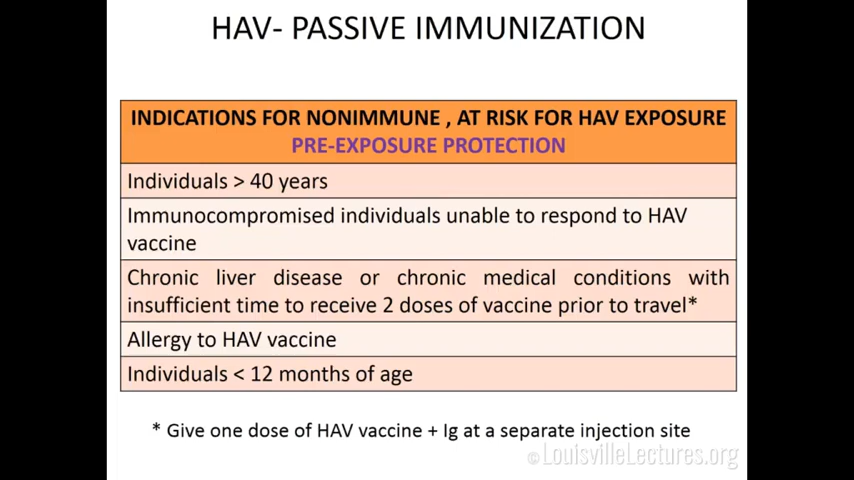 HAV- PASSIVE IMMUNIZATION
INDICATIONS FOR NONIMMUNE , AT RISK FOR HAV EXPOSURE
PRE-EXPOSURE PROTECTION
Individuals > 40 years
Immunocompromised individuals unable to respond to HAV
vaccine
Chronic liver disease or chronic medical conditions with
insufficient time to receive 2 doses of vaccine prior to travel*
Allergy to HAV vaccine
Individuals < 12 months of age
* Give one dose of HAV vaccine + Ig at a separate injection site
©LouisvilleLectures.org